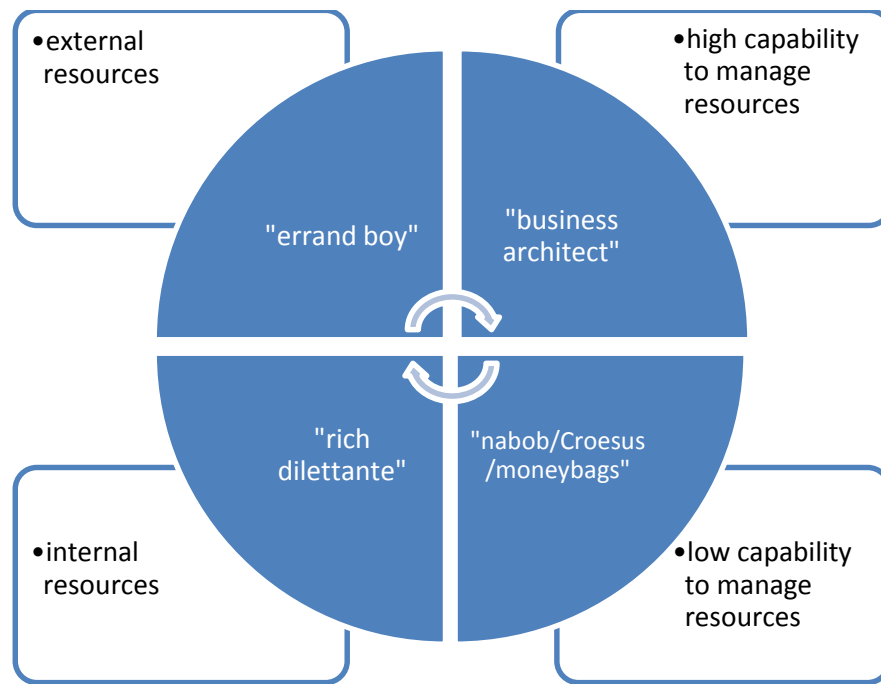 •external
resources
•high capability
to manage
resources
"errand boy"
"business
architect"
"rich
dilettante"
"nabob/Croesus
/moneybags"
•internal
resources
•low capability
to manage
resources